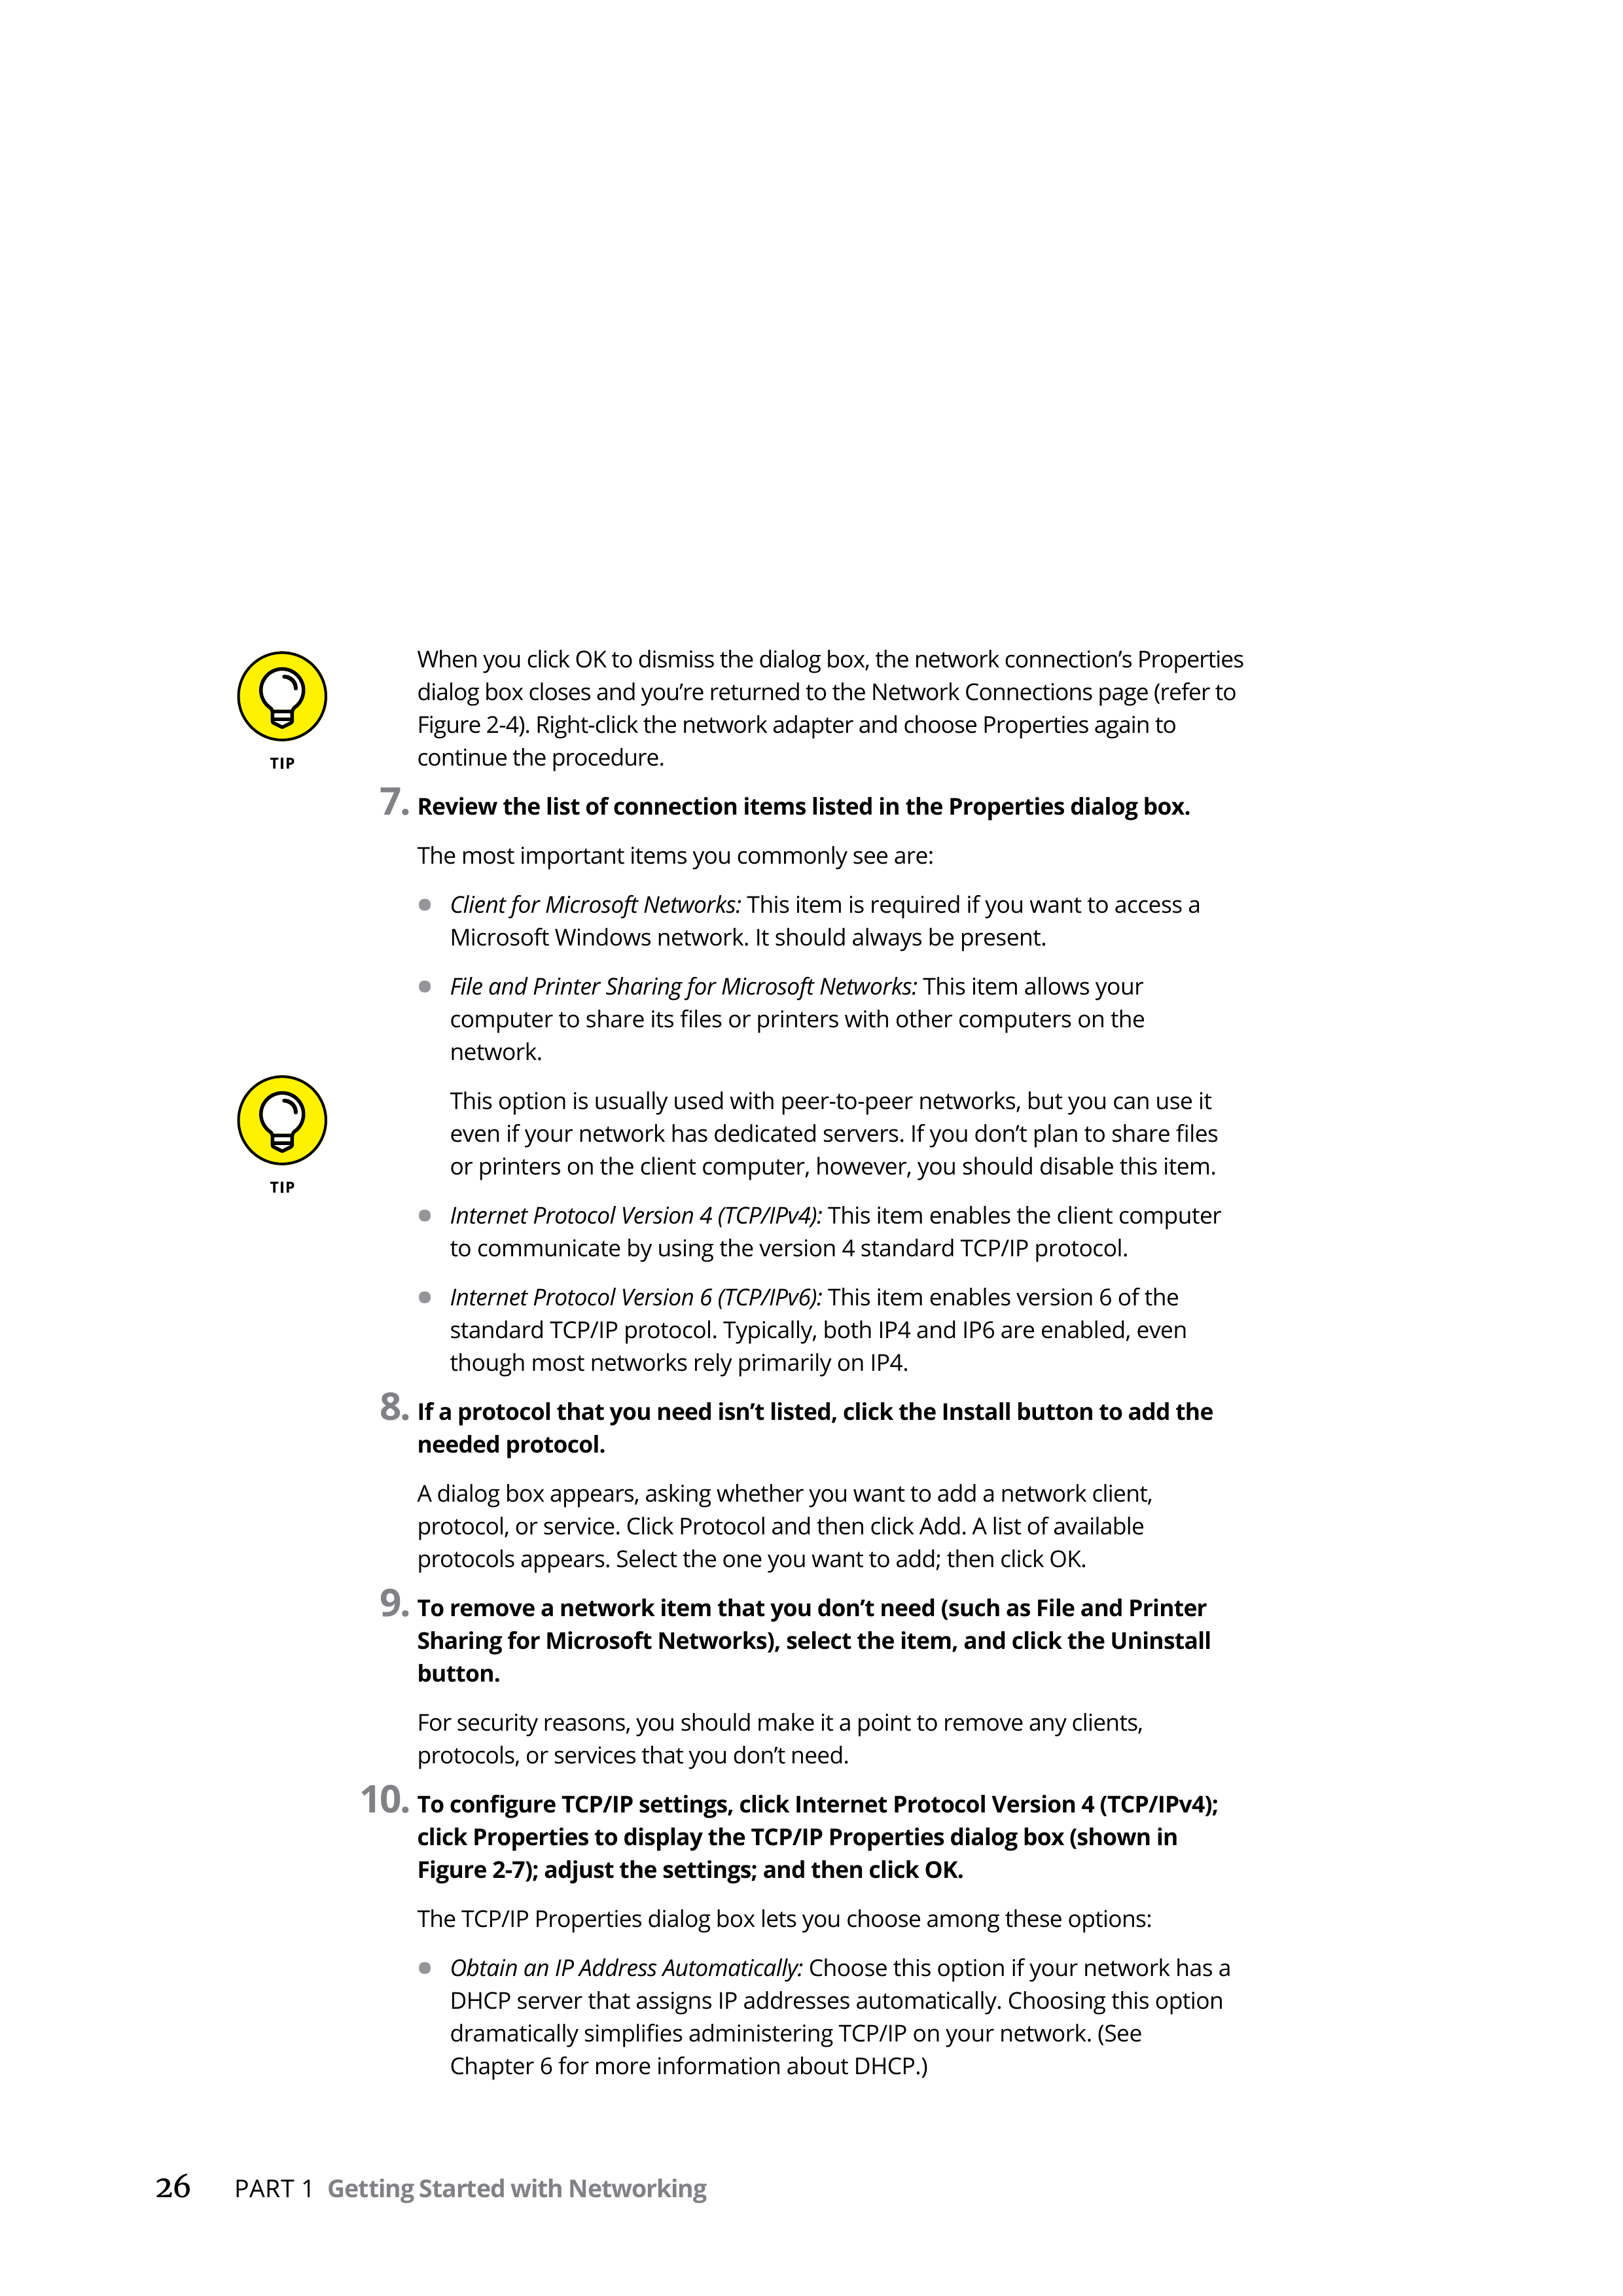 When you click OK to dismiss the dialog box, the network connection’s Properties
dialog box closes and you’re returned to the Network Connections page (refer to
Figure 2-4). Right-click the network adapter and choose Properties again to
continue the procedure.
TIP
7. Review the list of connection items listed in the Properties dialog box.
The most important items you commonly see are:
• Client for Microsoft Networks: This item is required if you want to access a
Microsoft Windows network. It should always be present.
• File and Printer Sharing for Microsoft Networks: This item allows your
computer to share its files or printers with other computers on the
network.
This option is usually used with peer-to-peer networks, but you can use it
even if your network has dedicated servers. If you don’t plan to share files
or printers on the client computer, however, you should disable this item.
TIP
• Internet Protocol Version 4 (TCP/IPv4): This item enables the client computer
to communicate by using the version 4 standard TCP/IP protocol.
• Internet Protocol Version 6 (TCP/IPv6): This item enables version 6 of the
standard TCP/IP protocol. Typically, both IP4 and IP6 are enabled, even
though most networks rely primarily on IP4.
8. If a protocol that you need isn’t listed, click the Install button to add the
needed protocol.
A dialog box appears, asking whether you want to add a network client,
protocol, or service. Click Protocol and then click Add. A list of available
protocols appears. Select the one you want to add; then click OK.
9. To remove a network item that you don’t need (such as File and Printer
Sharing for Microsoft Networks), select the item, and click the Uninstall
button.
For security reasons, you should make it a point to remove any clients,
protocols, or services that you don’t need.
10. To configure TCP/IP settings, click Internet Protocol Version 4 (TCP/IPv4);
click Properties to display the TCP/IP Properties dialog box (shown in
Figure 2-7); adjust the settings; and then click OK.
The TCP/IP Properties dialog box lets you choose among these options:
• Obtain an IP Address Automatically: Choose this option if your network has a
DHCP server that assigns IP addresses automatically. Choosing this option
dramatically simplifies administering TCP/IP on your network. (See
Chapter 6 for more information about DHCP.)
26 PART 1 Getting Started with Networking